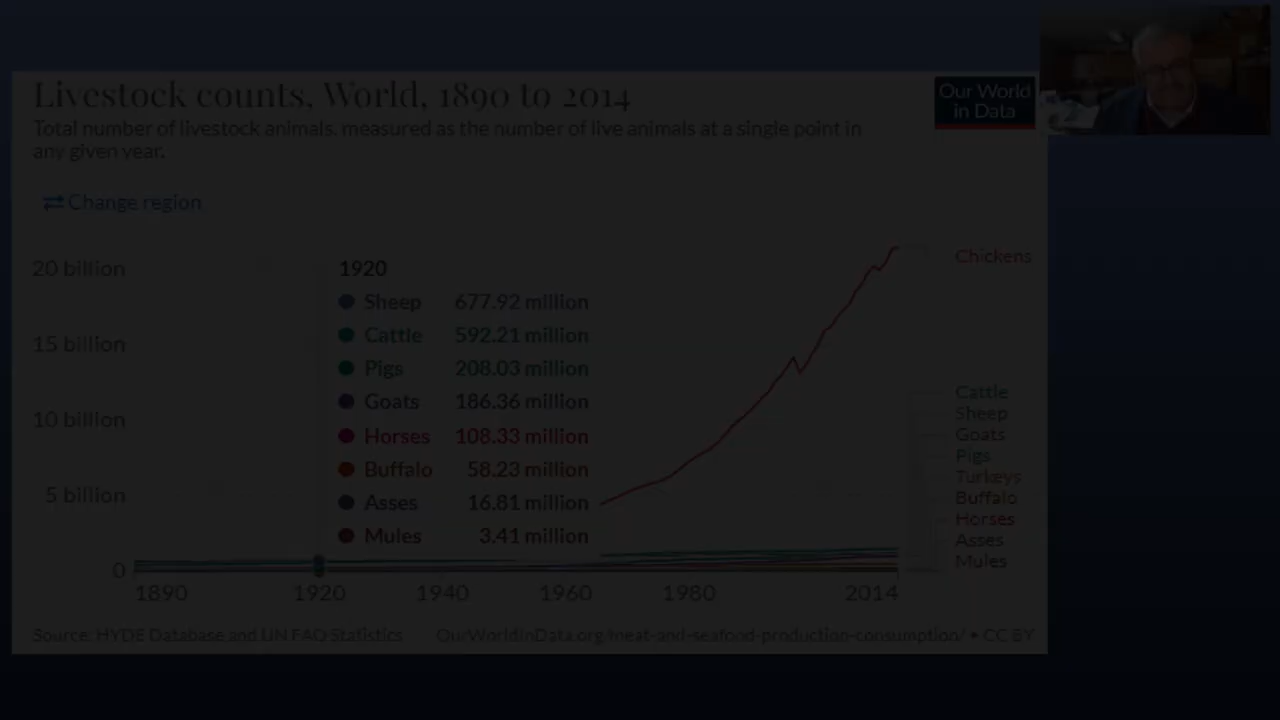 Livestock counts, World, 1890 to 2014
Our World
in Data
Total number of livestock animals, measured as the number of live animals at a single point in
any given year.
⇄ Change region
20 billion
15 billion
10 billion
5 billion
0
1920
Sheep 677.92 million
Cattle 592.21 million
Pigs 208.03 million
Goats 186.36 million
Horses 108.33 million
Buffalo 58.23 million
Asses 16.81 million
Mules 3.41 million
Chickens
Cattle
Sheep
Goats
Pigs
Turkeys
Buffalo
Horses
Asses
Mules
1890 1920 1940 1960 1980 2014
Source: HYDE Database and UN FAO Statistics
OurWorldInData.org/meat-and-seafood-production-consumption/ • CC BY